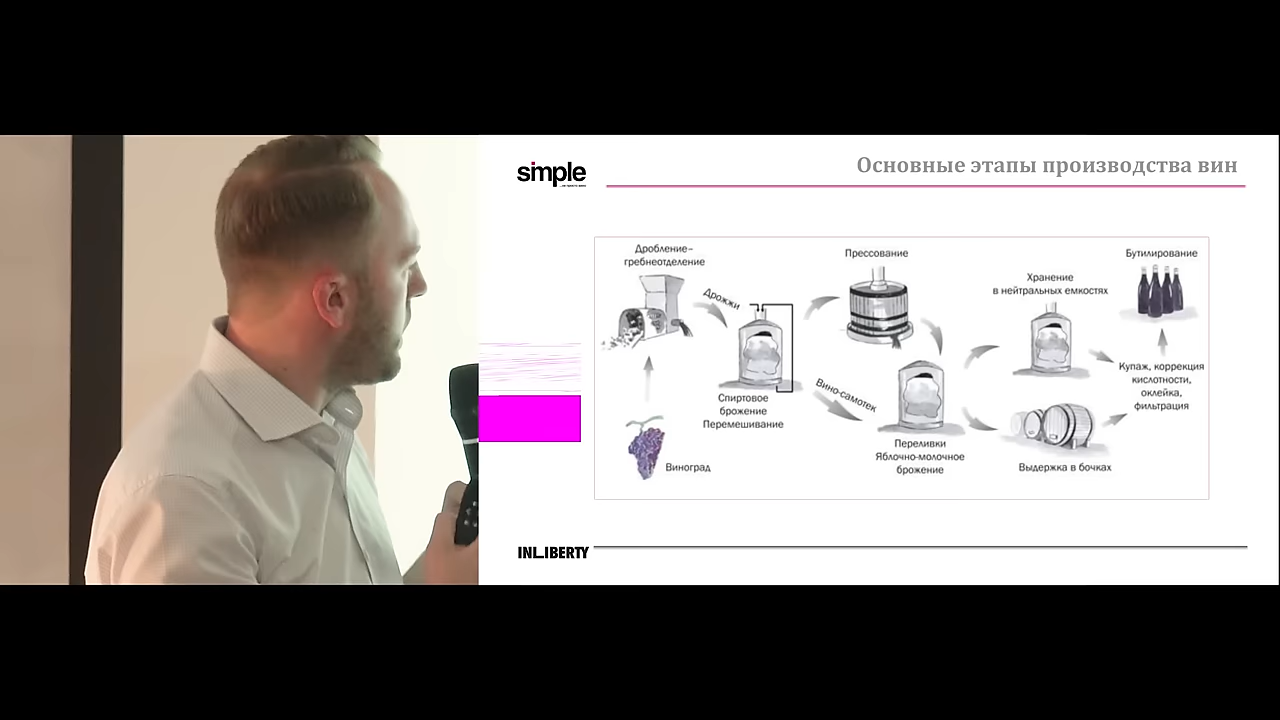 simple
Основные этапы производства вин
Дробление–
гребнеотделение
Дрожжи
Виноград
Спиртовое
брожение
Перемешивание
Прессование
Вино-самотек
Переливки
Яблочно-молочное
брожение
Хранение
в нейтральных емкостях
Выдержка в бочках
Купаж, коррекция
кислотности,
оклейка,
фильтрация
Бутилирование
INLIBERTY